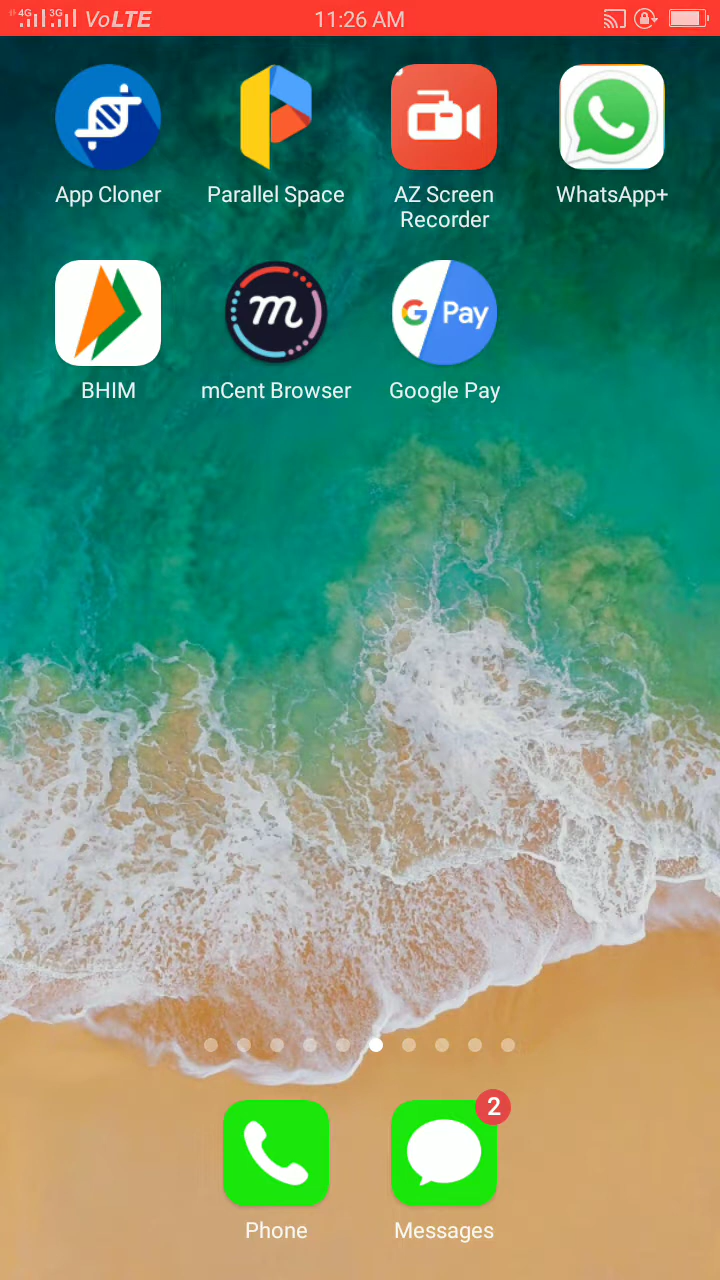 4G 3G VoLTE 11:26 AM
App Cloner
Parallel Space
AZ Screen
Recorder
WhatsApp+
BHIM
m
mCent Browser
G Pay
Google Pay
2
Phone
Messages